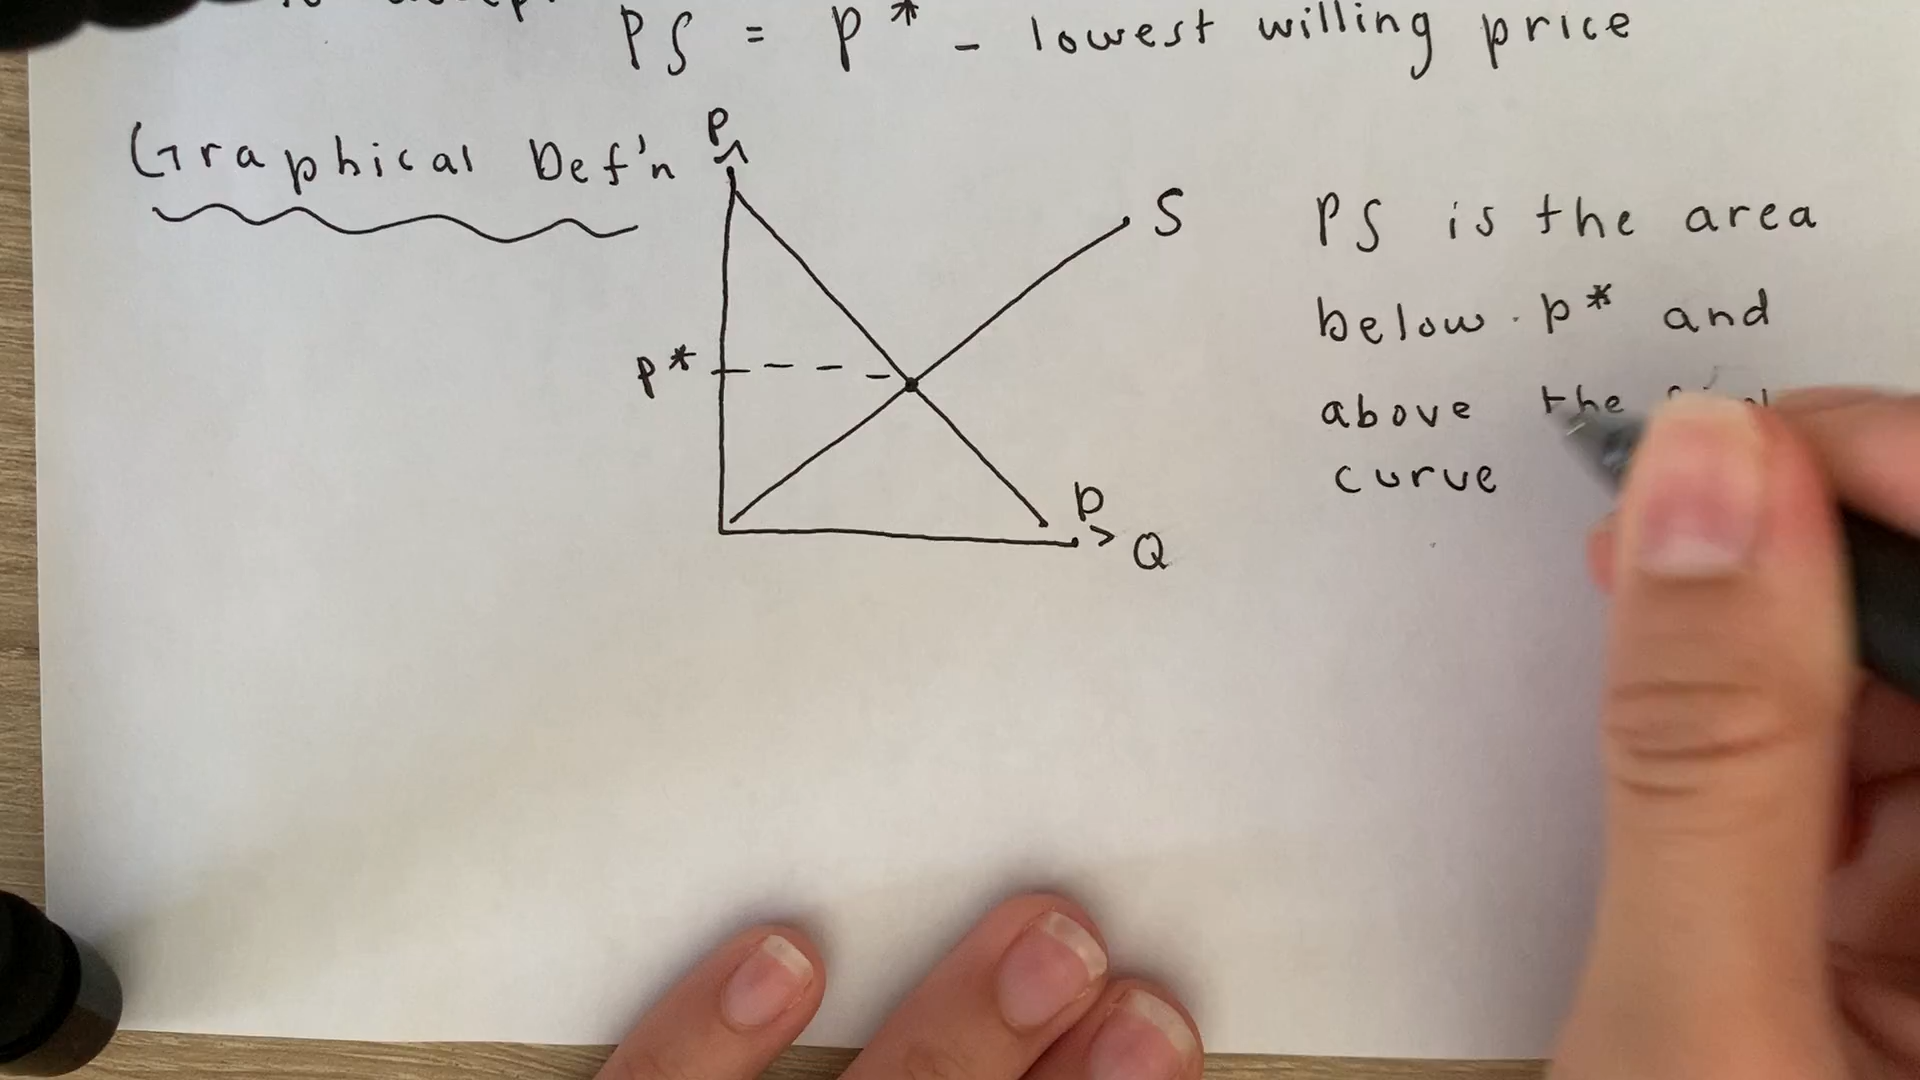 PS = P* - lowest willing price
Graphical Def'n
P
S
P*
D
Q
PS is the area
below P* and
above the
curve